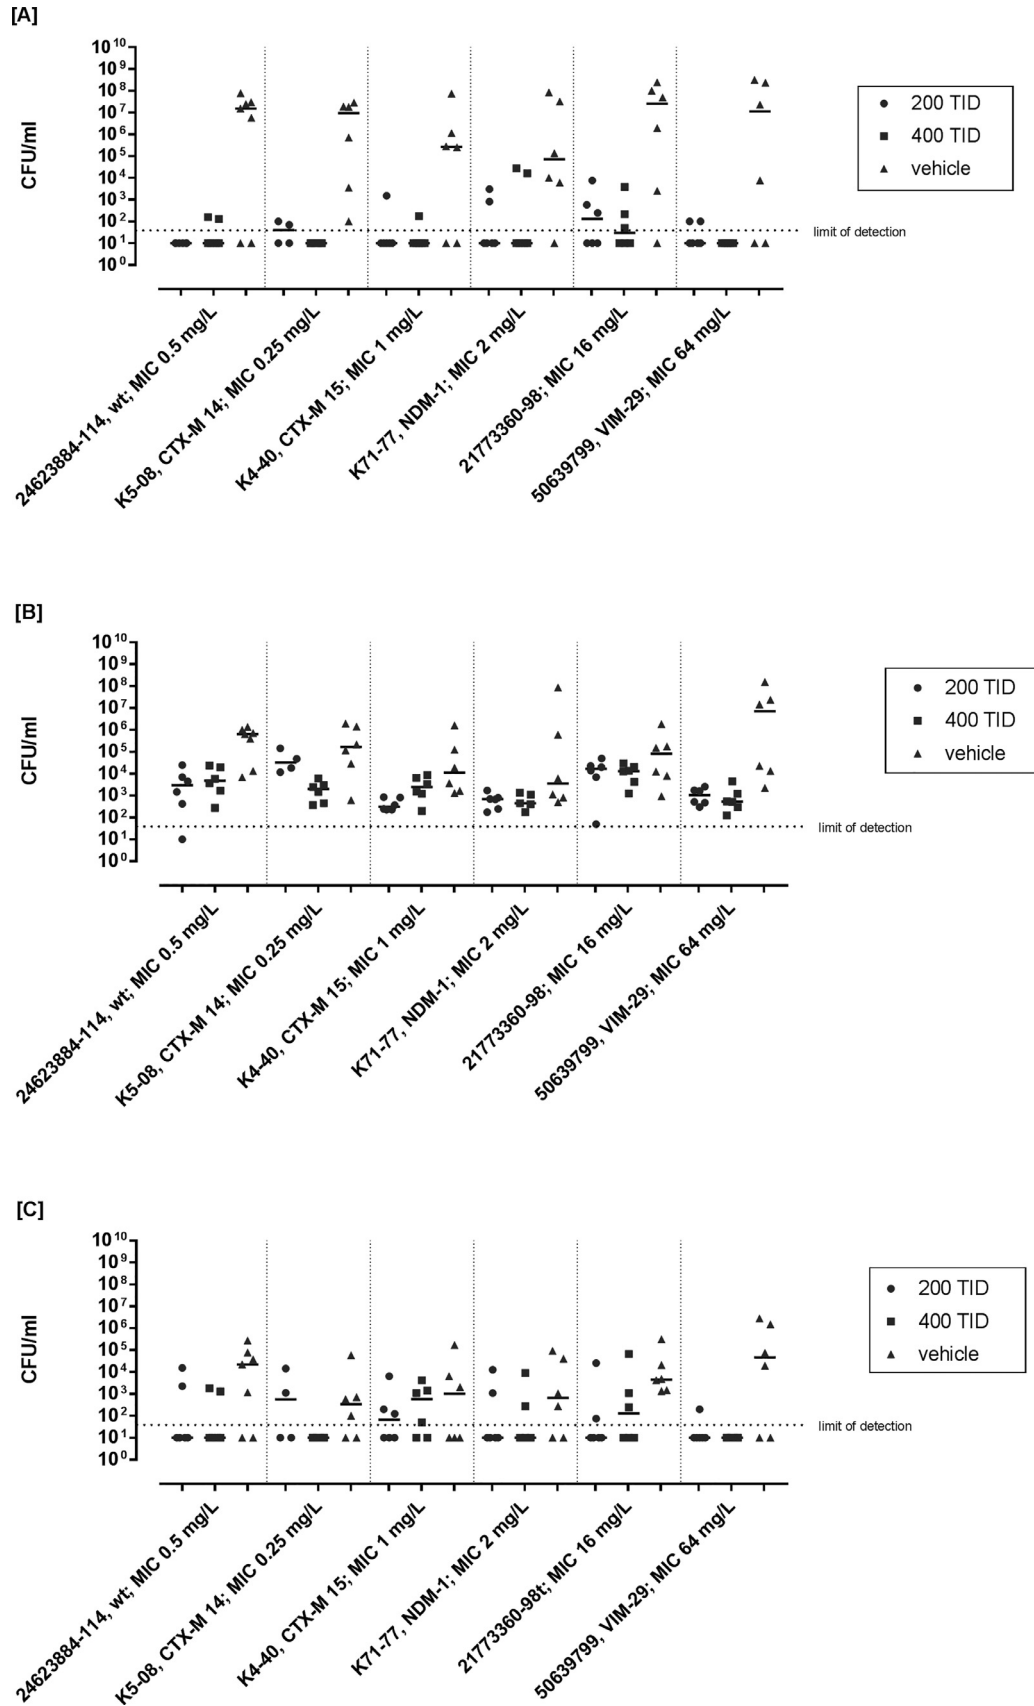 [A]
CFU/ml
10^10
10^9
10^8
10^7
10^6
10^5
10^4
10^3
10^2
10^1
10^0
200 TID
400 TID
vehicle
limit of detection
24623884-114, wt; MIC 0.5 mg/L
K5-08, CTX-M 14; MIC 0.25 mg/L
K4-40, CTX-M 15; MIC 1 mg/L
K71-77, NDM-1; MIC 2 mg/L
21773360-98; MIC 16 mg/L
50639799, VIM-29; MIC 64 mg/L
[B]
CFU/ml
10^10
10^9
10^8
10^7
10^6
10^5
10^4
10^3
10^2
10^1
10^0
200 TID
400 TID
vehicle
limit of detection
24623884-114, wt; MIC 0.5 mg/L
K5-08, CTX-M 14; MIC 0.25 mg/L
K4-40, CTX-M 15; MIC 1 mg/L
K71-77, NDM-1; MIC 2 mg/L
21773360-98; MIC 16 mg/L
50639799, VIM-29; MIC 64 mg/L
[C]
CFU/ml
10^10
10^9
10^8
10^7
10^6
10^5
10^4
10^3
10^2
10^1
10^0
200 TID
400 TID
vehicle
limit of detection
24623884-114, wt; MIC 0.5 mg/L
K5-08, CTX-M 14; MIC 0.25 mg/L
K4-40, CTX-M 15; MIC 1 mg/L
K71-77, NDM-1; MIC 2 mg/L
21773360-98t; MIC 16 mg/L
50639799, VIM-29; MIC 64 mg/L